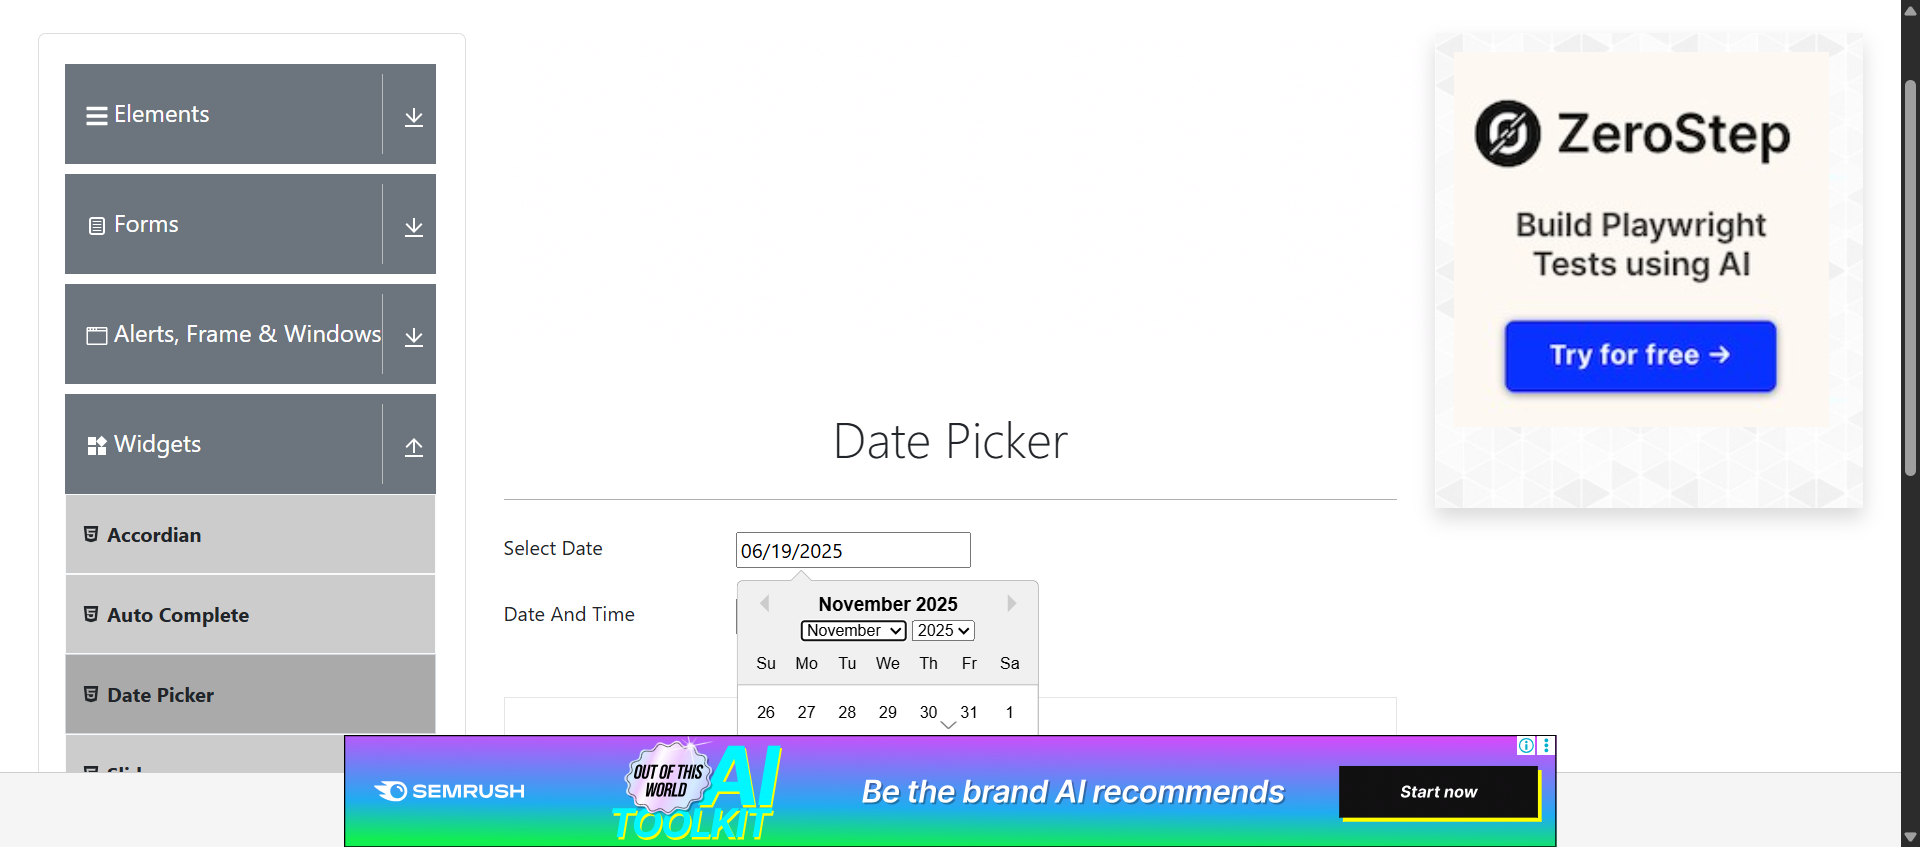 Elements
Forms
Alerts, Frame & Windows
Widgets
Accordian
Auto Complete
Date Picker
Date Picker
Select Date
06/19/2025
Date And Time
November 2025
November 2025
Su Mo Tu We Th Fr Sa
26 27 28 29 30 31 1
ZeroStep
Build Playwright
Tests using AI
Try for free →
SEMRUSH
OUT OF THIS
WORLD
AI
TOOLKIT
Be the brand AI recommends
Start now